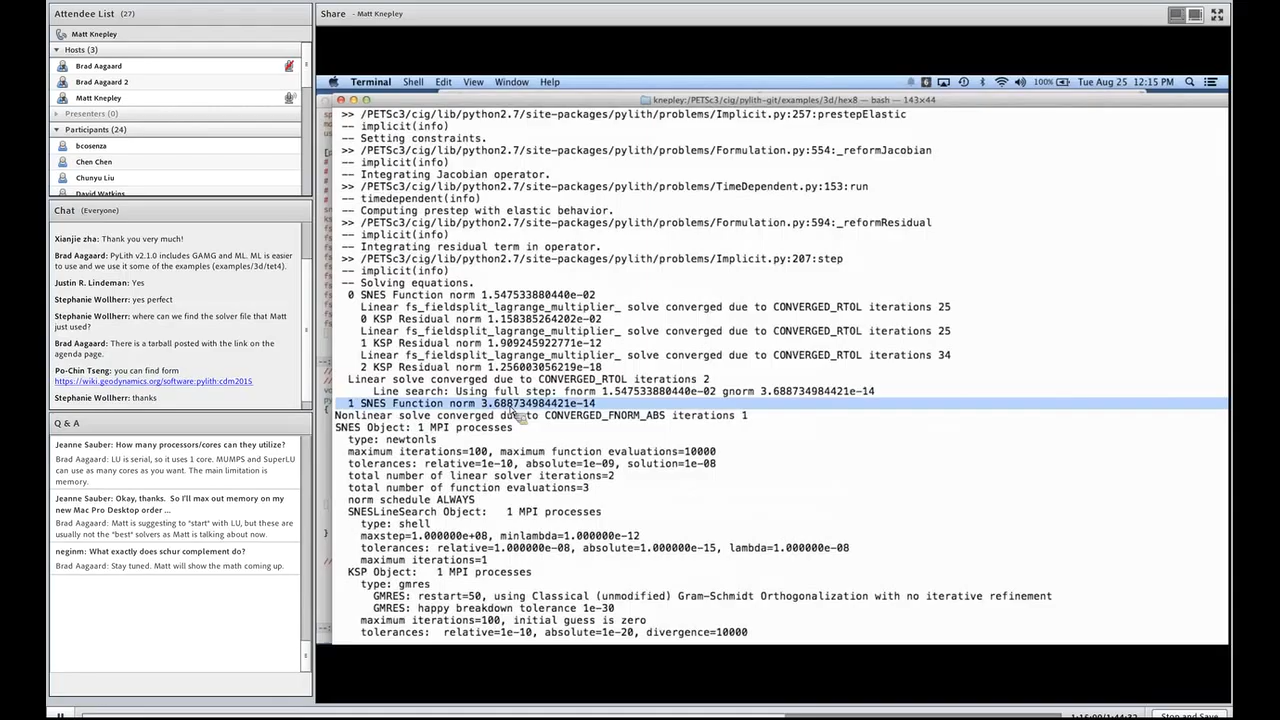 Attendee List (27)
Matt Knepley
Hosts (3)
Brad Aagaard
Brad Aagaard 2
Matt Knepley
Presenters (0)
Participants (24)
bcosenza
Chen Chen
Chunyu Liu
David Watkins
Chat (Everyone)
Xianjie zha: Thank you very much!
Brad Aagaard: PyLith v2.1.0 includes GAMG and ML. ML is easier
to use and we use it some of the examples (examples/3d/tet4).
Justin R. Lindeman: Yes
Stephanie Wollherr: yes perfect
Stephanie Wollherr: where can we find the solver file that Matt
just used?
Brad Aagaard: There is a tarball posted with the link on the
agenda page.
Po-Chin Tseng: you can find form
https://wiki.geodynamics.org/software:pylith:cdm2015
Stephanie Wollherr: thanks
Q & A
Jeanne Sauber: How many processors/cores can they utilize?
Brad Aagaard: LU is serial, so it uses 1 core. MUMPS and SuperLU
can use as many cores as you want. The main limitation is
memory.
Jeanne Sauber: Okay, thanks. So I'll max out memory on my
new Mac Pro Desktop order ...
Brad Aagaard: Matt is suggesting to *start* with LU, but these are
usually not the *best* solvers as Matt is talking about now.
neginm: What exactly does schur complement do?
Brad Aagaard: Stay tuned. Matt will show the math coming up.
Share - Matt Knepley
Terminal Shell Edit View Window Help 6 100% Tue Aug 25 12:15 PM
knepley:/PETSc3/cig/pylith-git/examples/3d/hex8 — bash — 143×44
>> /PETSc3/cig/lib/python2.7/site-packages/pylith/problems/Implicit.py:257:prestepElastic
-- implicit(info)
-- Setting constraints.
>> /PETSc3/cig/lib/python2.7/site-packages/pylith/problems/Formulation.py:554:_reformJacobian
-- implicit(info)
-- Integrating Jacobian operator.
>> /PETSc3/cig/lib/python2.7/site-packages/pylith/problems/TimeDependent.py:153:run
-- timedependent(info)
-- Computing prestep with elastic behavior.
>> /PETSc3/cig/lib/python2.7/site-packages/pylith/problems/Formulation.py:594:_reformResidual
-- implicit(info)
-- Integrating residual term in operator.
>> /PETSc3/cig/lib/python2.7/site-packages/pylith/problems/Implicit.py:207:step
-- implicit(info)
-- Solving equations.
0 SNES Function norm 1.547533880440e-02
Linear fs_fieldsplit_lagrange_multiplier_ solve converged due to CONVERGED_RTOL iterations 25
0 KSP Residual norm 1.158385264202e-02
Linear fs_fieldsplit_lagrange_multiplier_ solve converged due to CONVERGED_RTOL iterations 25
1 KSP Residual norm 1.909245922771e-12
Linear fs_fieldsplit_lagrange_multiplier_ solve converged due to CONVERGED_RTOL iterations 34
2 KSP Residual norm 1.256003056219e-18
Linear solve converged due to CONVERGED_RTOL iterations 2
Line search: Using full step: fnorm 1.547533880440e-02 gnorm 3.688734984421e-14
1 SNES Function norm 3.688734984421e-14
Nonlinear solve converged due to CONVERGED_FNORM_ABS iterations 1
SNES Object: 1 MPI processes
type: newtonls
maximum iterations=100, maximum function evaluations=10000
tolerances: relative=1e-10, absolute=1e-09, solution=1e-08
total number of linear solver iterations=2
total number of function evaluations=3
norm schedule ALWAYS
SNESLineSearch Object: 1 MPI processes
type: shell
maxstep=1.000000e+08, minlambda=1.000000e-12
tolerances: relative=1.000000e-08, absolute=1.000000e-15, lambda=1.000000e-08
maximum iterations=1
KSP Object: 1 MPI processes
type: gmres
GMRES: restart=50, using Classical (unmodified) Gram-Schmidt Orthogonalization with no iterative refinement
GMRES: happy breakdown tolerance 1e-30
maximum iterations=100, initial guess is zero
tolerances: relative=1e-10, absolute=1e-20, divergence=10000
Stop and Save